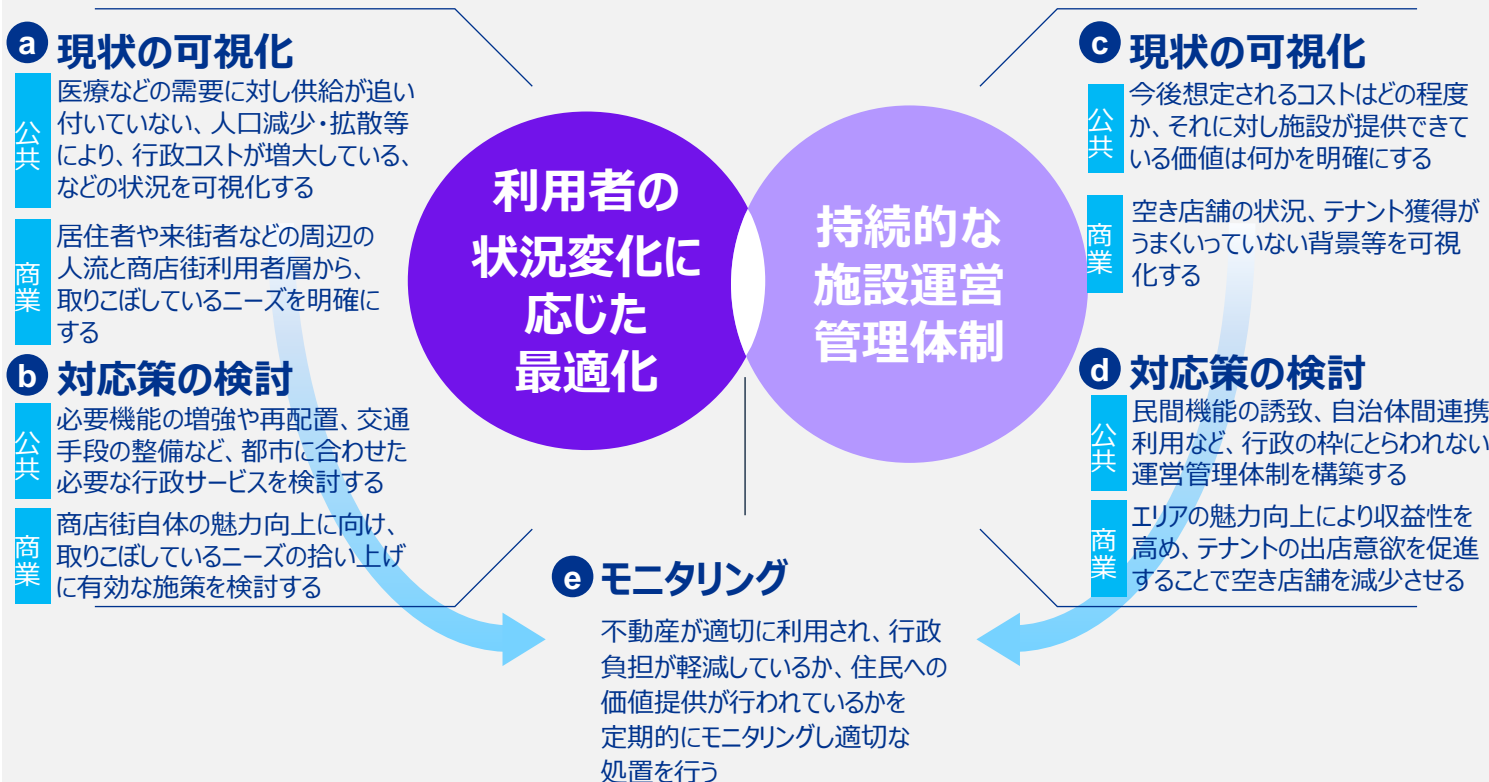 a 現状の可視化
公共
医療などの需要に対し供給が追い
付いていない、人口減少・拡散等
により、行政コストが増大している、
などの状況を可視化する
商業
居住者や来街者などの周辺の
人流と商店街利用者層から、
取りこぼしているニーズを明確に
する
b 対応策の検討
公共
必要機能の増強や再配置、交通
手段の整備など、都市に合わせた
必要な行政サービスを検討する
商業
商店街自体の魅力向上に向け、
取りこぼしているニーズの拾い上げ
に有効な施策を検討する
利用者の
状況変化に
応じた
最適化
持続的な
施設運営
管理体制
c 現状の可視化
公共
今後想定されるコストはどの程度
か、それに対し施設が提供できて
いる価値は何かを明確にする
商業
空き店舗の状況、テナント獲得が
うまくいっていない背景等を可視
化する
d 対応策の検討
公共
民間機能の誘致、自治体間連携
利用など、行政の枠にとらわれない
運営管理体制を構築する
商業
エリアの魅力向上により収益性を
高め、テナントの出店意欲を促進
することで空き店舗を減少させる
e モニタリング
不動産が適切に利用され、行政
負担が軽減しているか、住民への
価値提供が行われているかを
定期的にモニタリングし適切な
処置を行う